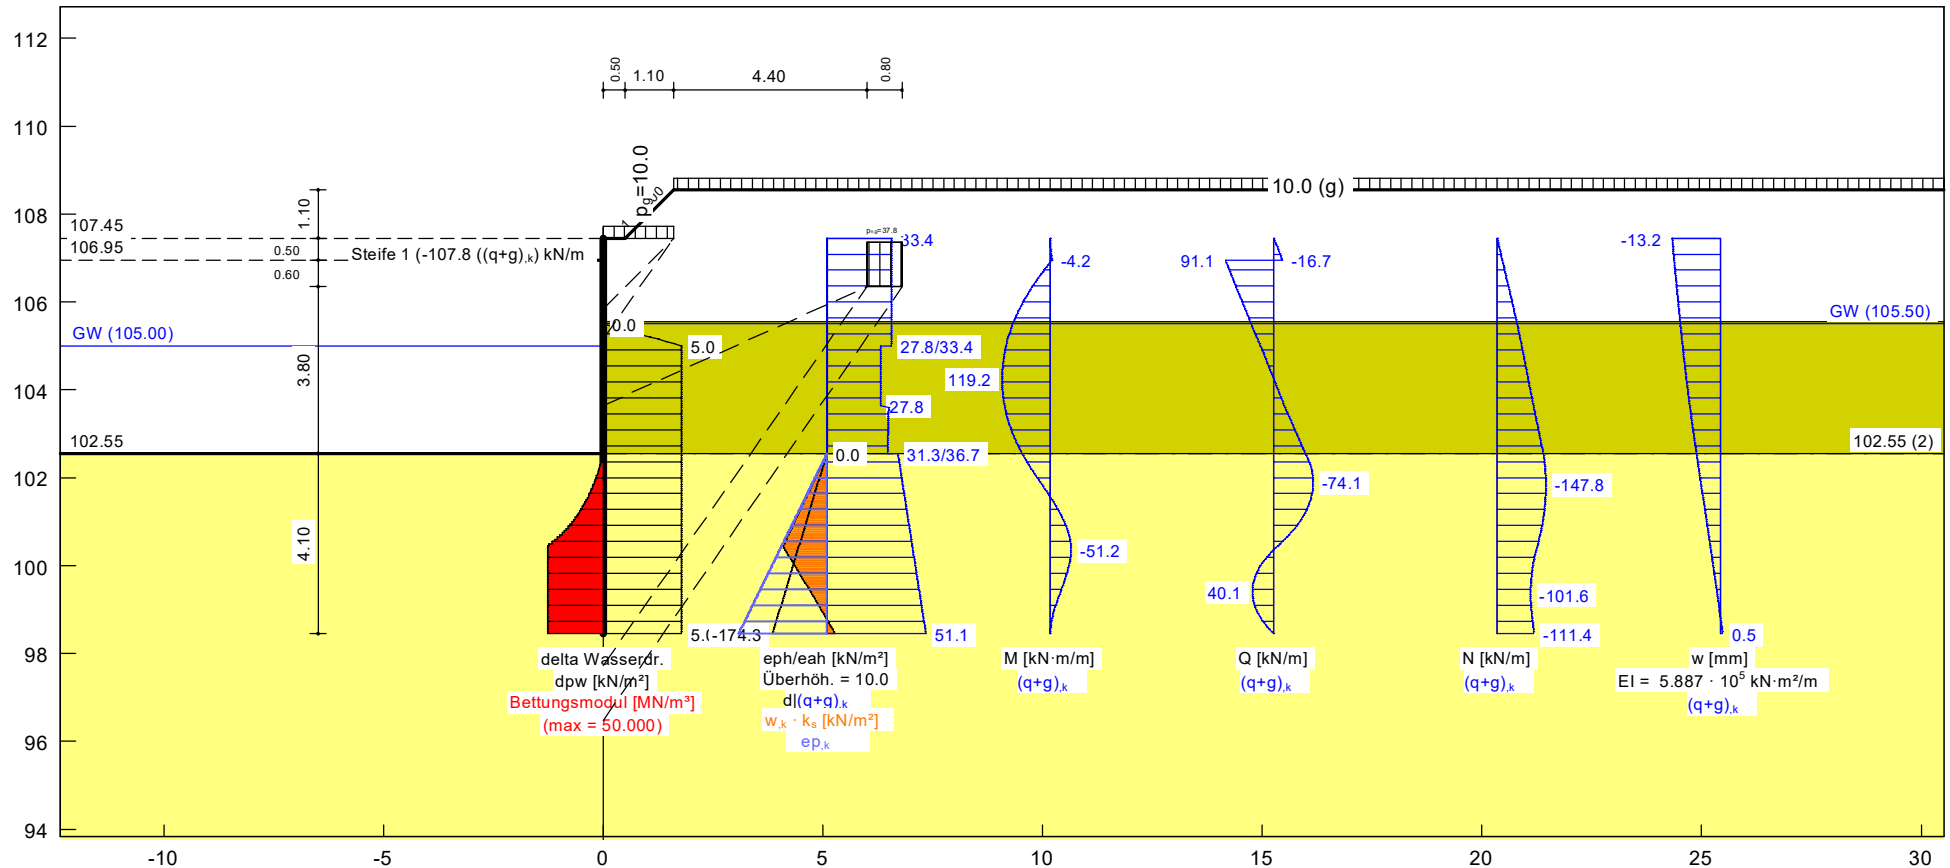 112
110
108
106
104
102
100
98
96
94
-10
-5
0
5
10
15
20
25
30
0.50
1.10
4.40
0.80
1.10
0.50
0.60
3.80
4.10
107.45
106.95
Steife 1 (-107.8 ((q+g),k) kN/m
GW (105.00)
102.55
pg=10.0
10.0 (g)
GW (105.50)
102.55 (2)
0.0
5.0
p+g=37.8
33.4
27.8/33.4
27.8
0.0
31.3/36.7
-174.3
51.1
-4.2
119.2
-51.2
91.1
-16.7
-74.1
40.1
-147.8
-101.6
-111.4
-13.2
0.5
delta Wasserdr.
dpw [kN/m²]
Bettungsmodul [MN/m³]
(max = 50.000)
eph/eah [kN/m²]
Überhöh. = 10.0
d|(q+g),k
w,k · ks [kN/m²]
ep,k
M [kN·m/m]
(q+g),k
Q [kN/m]
(q+g),k
N [kN/m]
(q+g),k
w [mm]
EI = 5.887 · 10⁵ kN·m²/m
(q+g),k